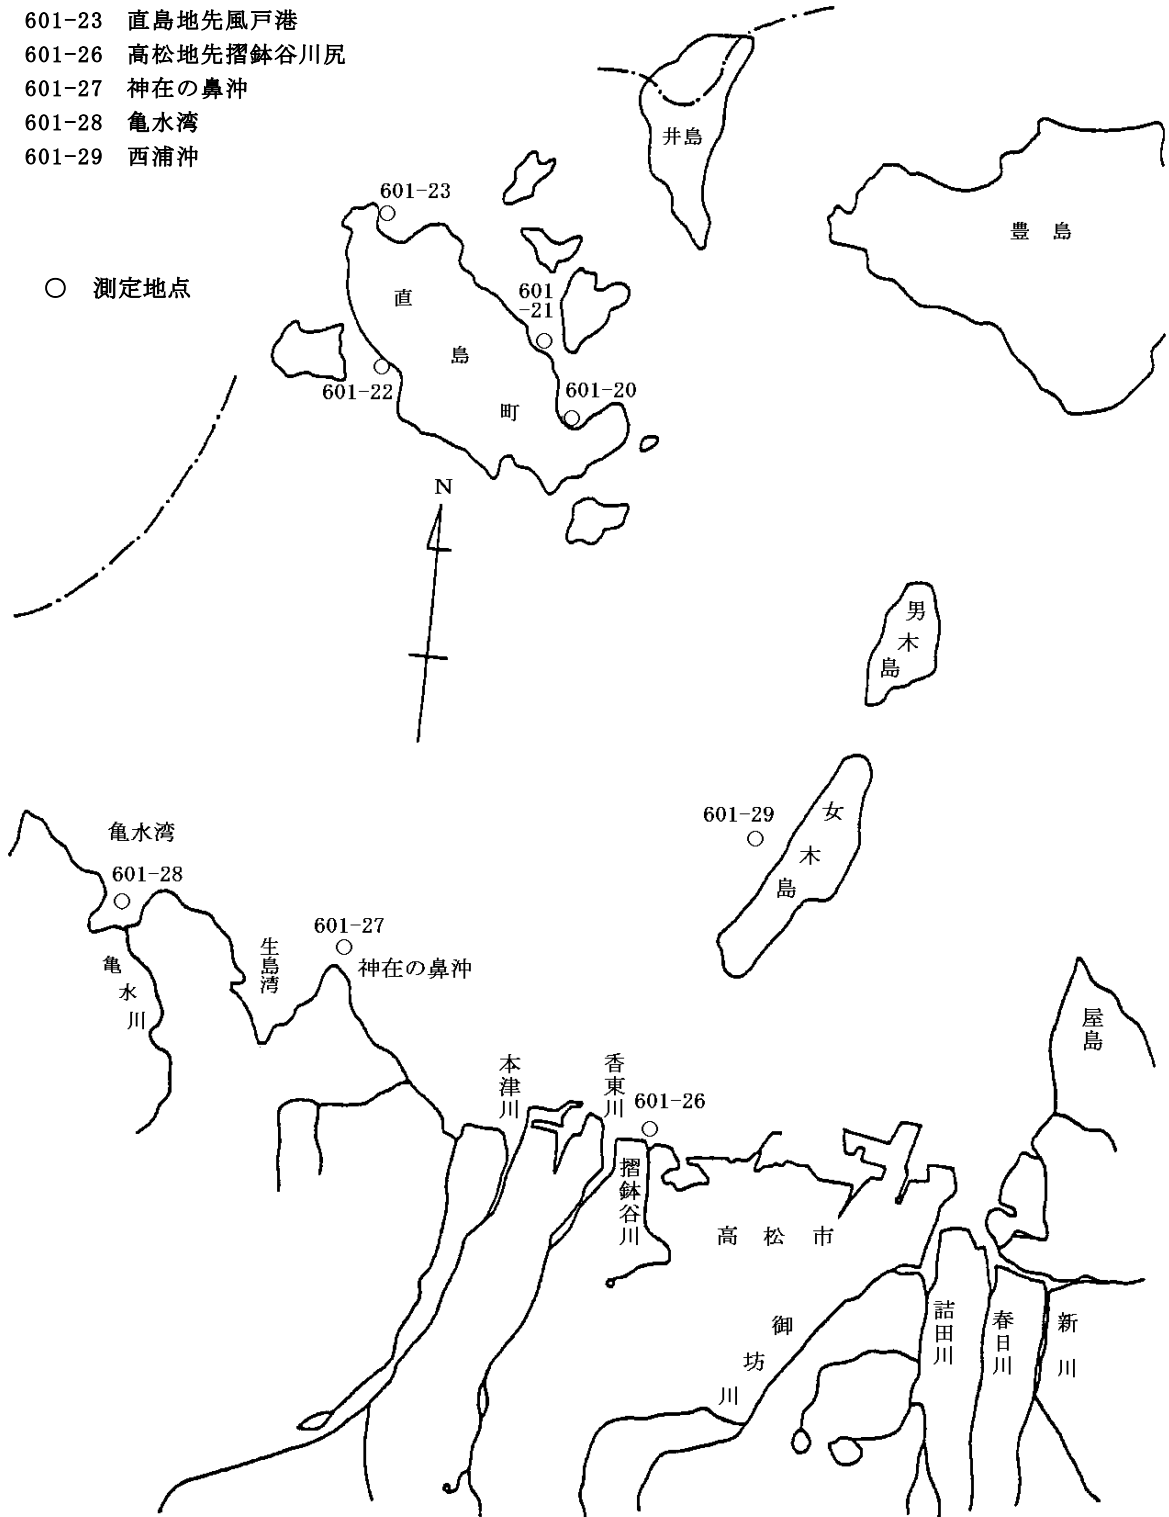 601-23 直島地先風戸港
601-26 高松地先摺鉢谷川尻
601-27 神在の鼻沖
601-28 亀水湾
601-29 西浦沖
○ 測定地点
井島
豊島
601-23
直島町
601
-21
601-22
601-20
N
男木島
女木島
601-29
亀水湾
601-28
亀水川
生島湾
601-27
神在の鼻沖
本津川
香東川
601-26
摺鉢谷川
高松市
屋島
御坊川
詰田川
春日川
新川